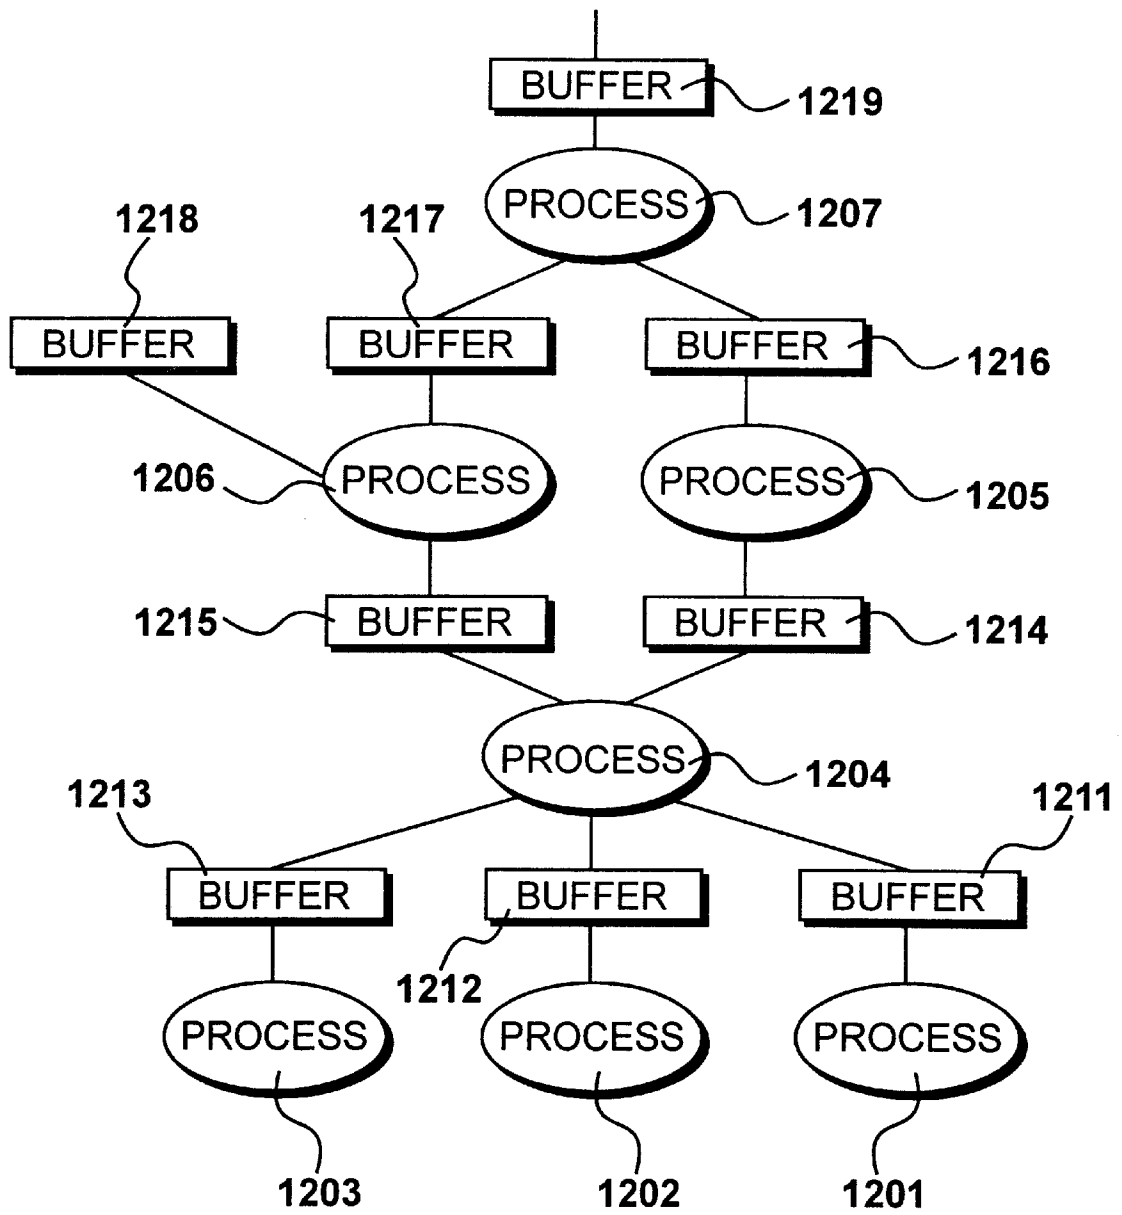 BUFFER
1219
PROCESS
1207
1218
1217
BUFFER
BUFFER
BUFFER
1216
1206
PROCESS
PROCESS
1205
1215
BUFFER
BUFFER
1214
PROCESS
1204
1213
1211
BUFFER
BUFFER
BUFFER
1212
PROCESS
PROCESS
PROCESS
1203
1202
1201